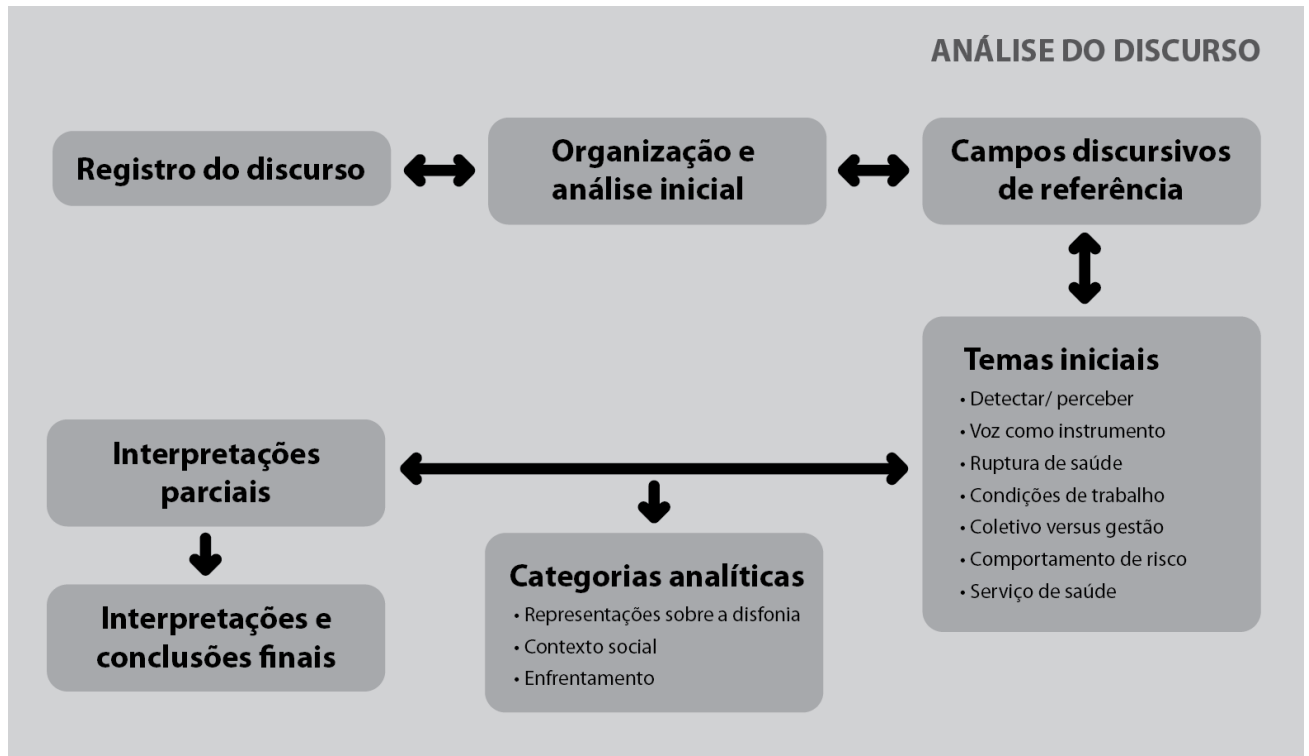 ANÁLISE DO DISCURSO
Registro do discurso
Organização e
análise inicial
Campos discursivos
de referência
Temas iniciais
• Detectar/ perceber
• Voz como instrumento
• Ruptura de saúde
• Condições de trabalho
• Coletivo versus gestão
• Comportamento de risco
• Serviço de saúde
Interpretações
parciais
Categorias analíticas
• Representações sobre a disfonia
• Contexto social
• Enfrentamento
Interpretações e
conclusões finais